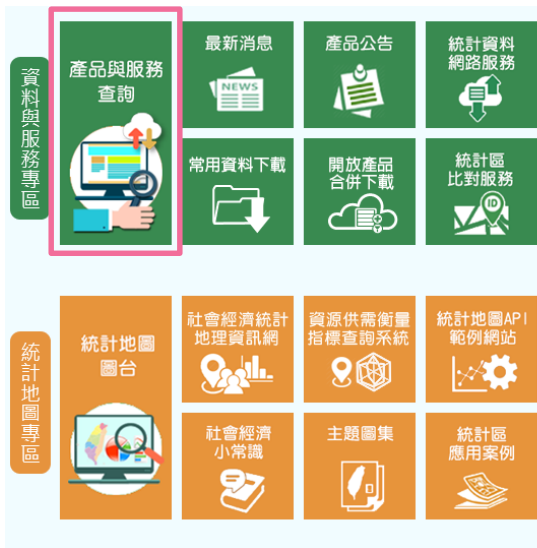 資料與服務專區
產品與服務
查詢
最新消息
NEWS
產品公告
統計資料
網路服務
常用資料下載
開放產品
合併下載
統計區
比對服務
ID
統計地圖專區
統計地圖
圖台
社會經濟統計
地理資訊網
資源供需衡量
指標查詢系統
統計地圖API
範例網站
社會經濟
小常識
主題圖集
統計區
應用案例